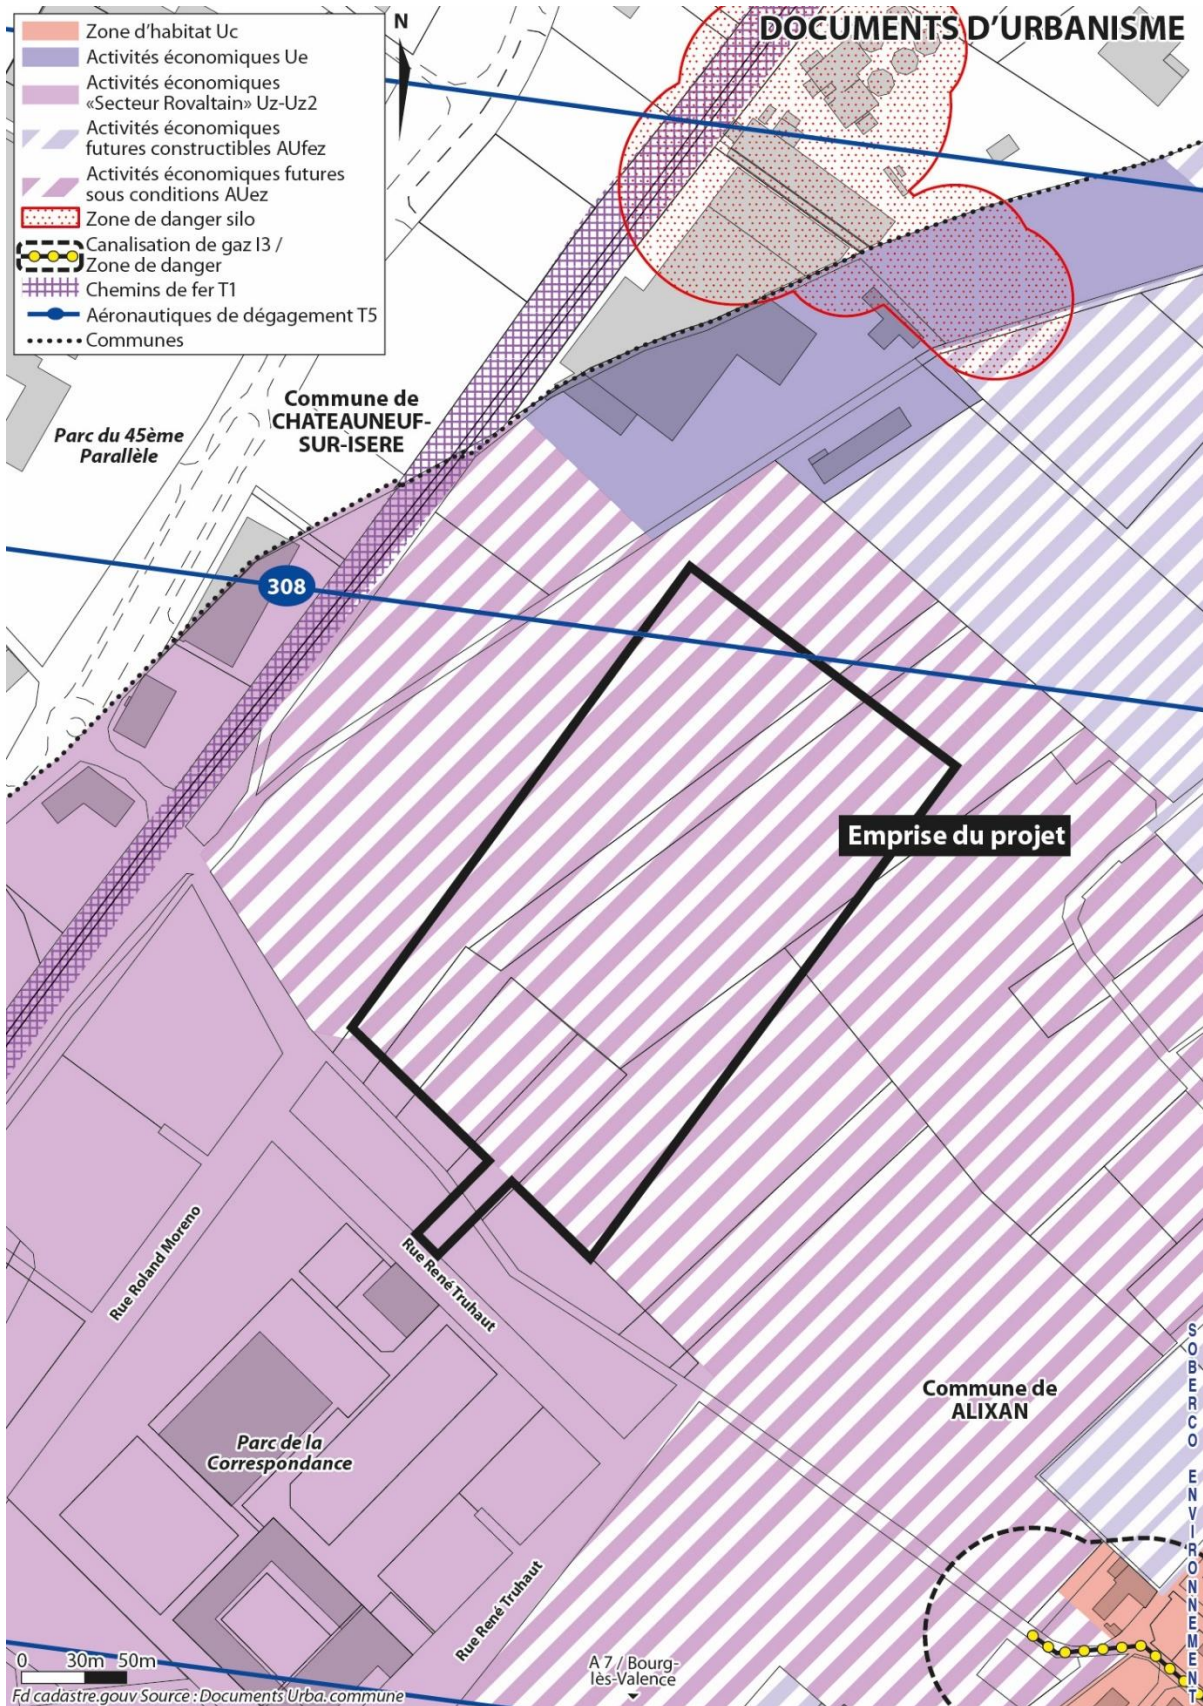 DOCUMENTS D'URBANISME
Zone d'habitat Uc
Activités économiques Ue
Activités économiques
«Secteur Rovaltain» Uz-Uz2
Activités économiques
futures constructibles AUfez
Activités économiques futures
sous conditions AUez
Zone de danger silo
Canalisation de gaz I3 /
Zone de danger
Chemins de fer T1
Aéronautiques de dégagement T5
Communes
N
Commune de
CHATEAUNEUF-
SUR-ISERE
Parc du 45ème
Parallèle
308
Emprise du projet
Rue Roland Moreno
Rue René Truhaut
Commune de
ALIXAN
Parc de la
Correspondance
Rue René Truhaut
A 7 / Bourg-
lès-Valence
SOBERCO ENVIRONNEMENT
0 30m 50m
Fd cadastre.gouv Source : Documents Urba. commune